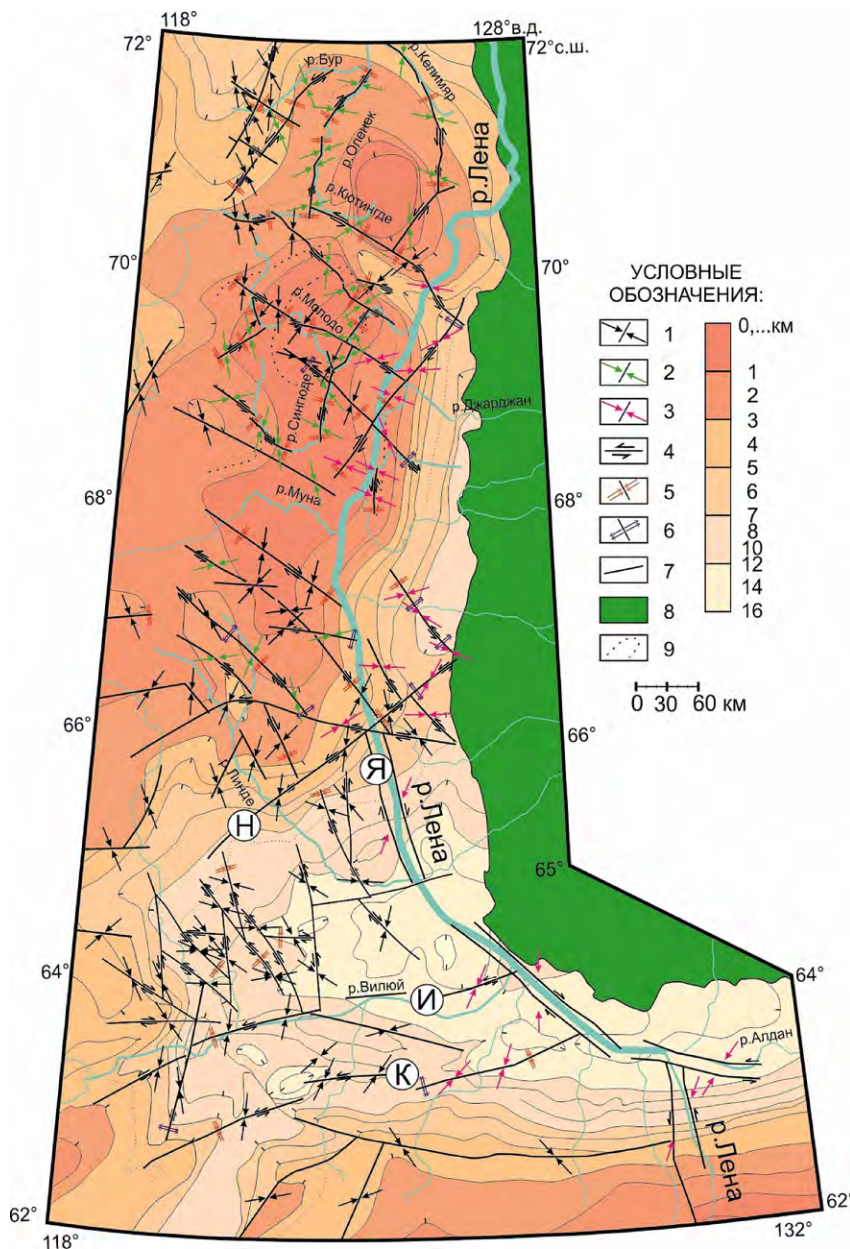 118°
128°в.д.
72°
72°с.ш.
р.Бур
р.Келимяр
р.Оленек
р.Лена
р.Кютингде
70°
70°
УСЛОВНЫЕ
ОБОЗНАЧЕНИЯ:
р.Молодо
1
0,...км
2
1
3
2
р.Сингюде
р.Джарджан
4
3
5
4
6
5
7
6
8
7
9
8
10
12
14
16
68°
р.Муна
68°
0 30 60 км
66°
66°
р.Линде
Я
Н
р.Лена
65°
64°
64°
р.Вилюй
И
р.Алдан
К
р.Лена
62°
62°
118°
132°